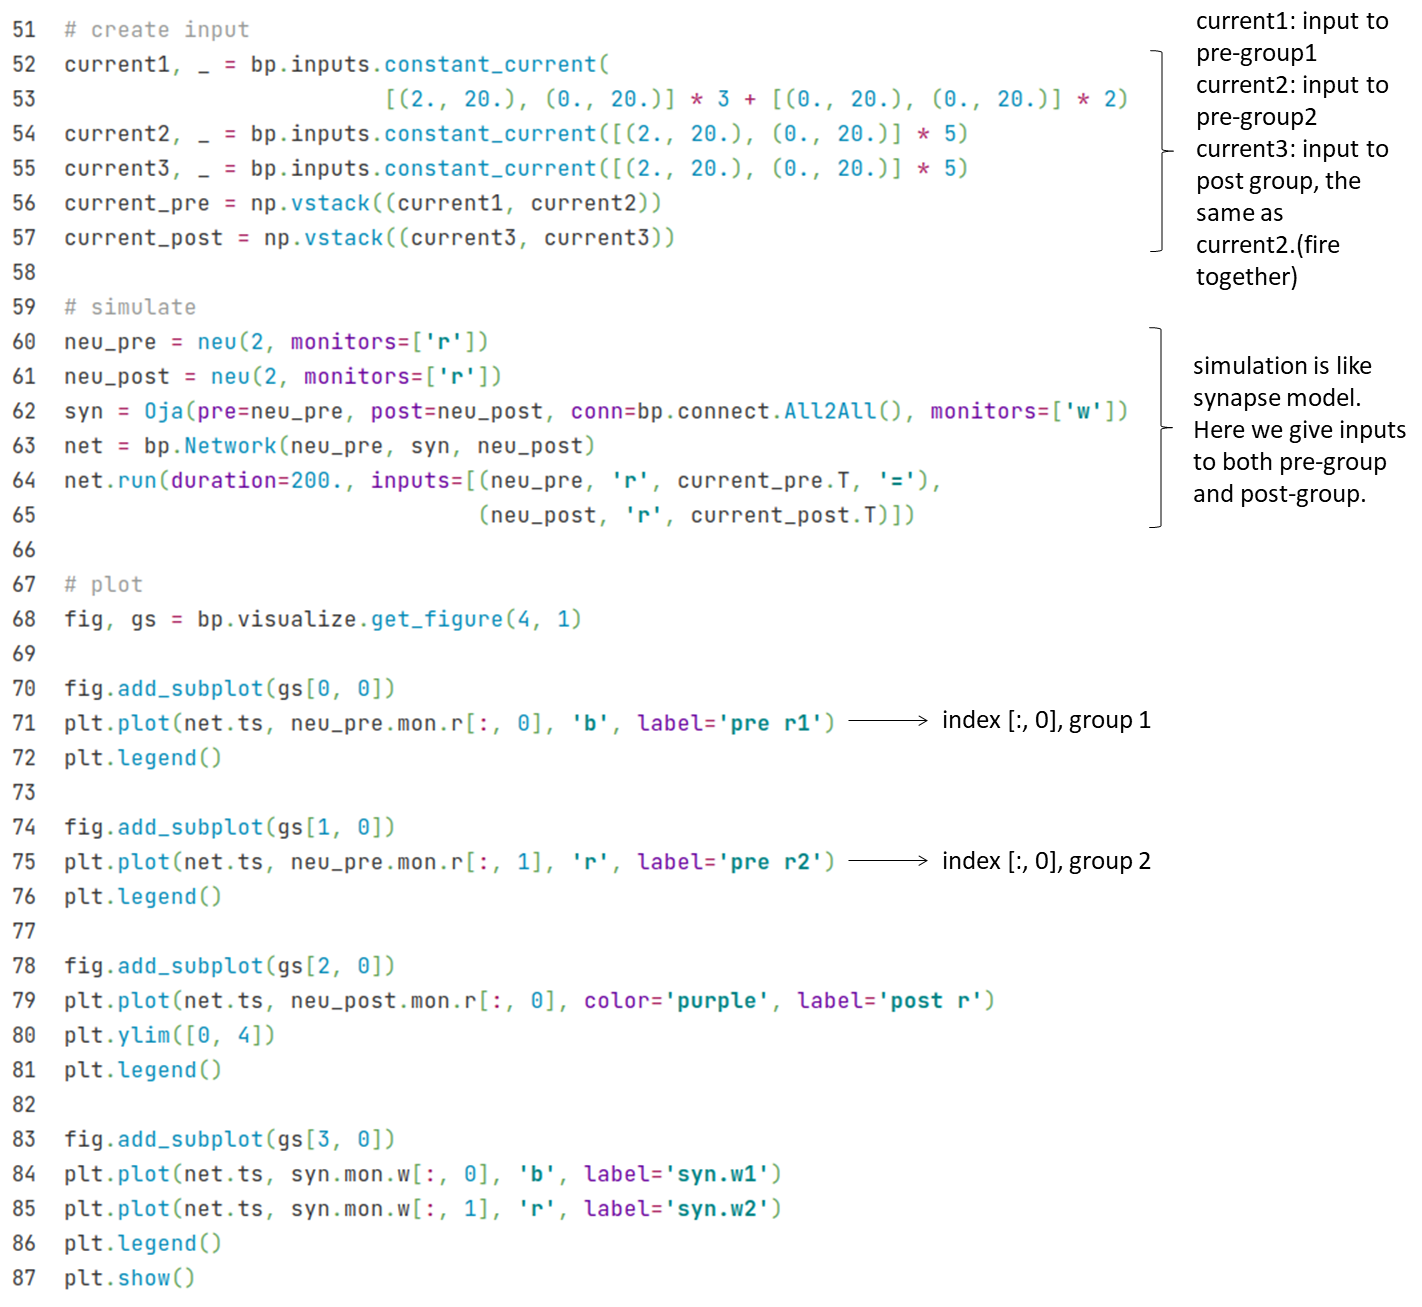 51 # create input
52 current1, _ = bp.inputs.constant_current(
53 [(2., 20.), (0., 20.)] * 3 + [(0., 20.), (0., 20.)] * 2)
54 current2, _ = bp.inputs.constant_current([(2., 20.), (0., 20.)] * 5)
55 current3, _ = bp.inputs.constant_current([(2., 20.), (0., 20.)] * 5)
56 current_pre = np.vstack((current1, current2))
57 current_post = np.vstack((current3, current3))
58
current1: input to
pre-group1
current2: input to
pre-group2
current3: input to
post group, the
same as
current2.(fire
together)
59 # simulate
60 neu_pre = neu(2, monitors=['r'])
61 neu_post = neu(2, monitors=['r'])
62 syn = Oja(pre=neu_pre, post=neu_post, conn=bp.connect.All2All(), monitors=['w'])
63 net = bp.Network(neu_pre, syn, neu_post)
64 net.run(duration=200., inputs=[(neu_pre, 'r', current_pre.T, '='),
65 (neu_post, 'r', current_post.T)])
66
simulation is like
synapse model.
Here we give inputs
to both pre-group
and post-group.
67 # plot
68 fig, gs = bp.visualize.get_figure(4, 1)
69
70 fig.add_subplot(gs[0, 0])
71 plt.plot(net.ts, neu_pre.mon.r[:, 0], 'b', label='pre r1') index [:, 0], group 1
72 plt.legend()
73
74 fig.add_subplot(gs[1, 0])
75 plt.plot(net.ts, neu_pre.mon.r[:, 1], 'r', label='pre r2') index [:, 0], group 2
76 plt.legend()
77
78 fig.add_subplot(gs[2, 0])
79 plt.plot(net.ts, neu_post.mon.r[:, 0], color='purple', label='post r')
80 plt.ylim([0, 4])
81 plt.legend()
82
83 fig.add_subplot(gs[3, 0])
84 plt.plot(net.ts, syn.mon.w[:, 0], 'b', label='syn.w1')
85 plt.plot(net.ts, syn.mon.w[:, 1], 'r', label='syn.w2')
86 plt.legend()
87 plt.show()